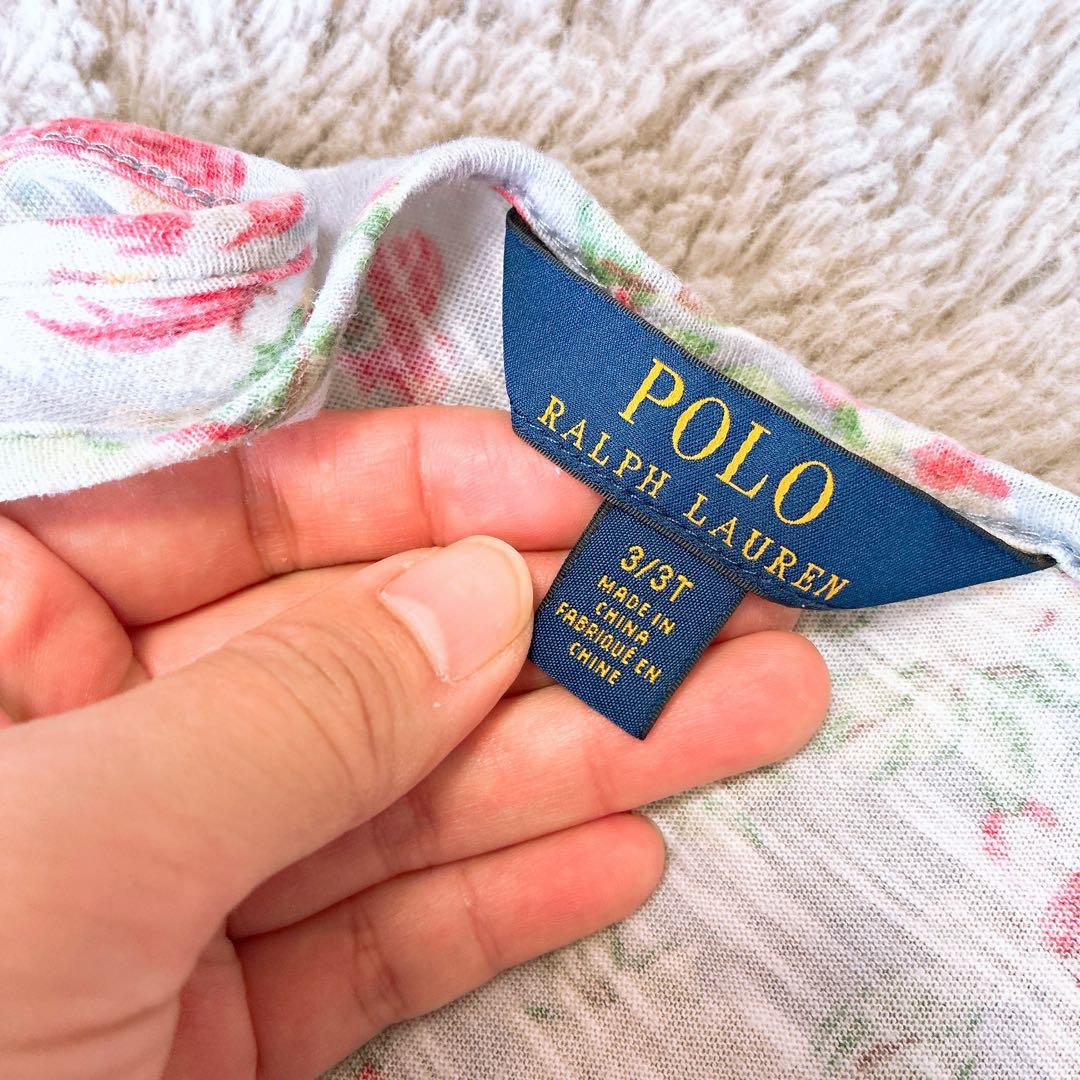 POLO
RALPH LAUREN
3/3T
MADE IN
CHINA
FABRIQUÉ EN
CHINE